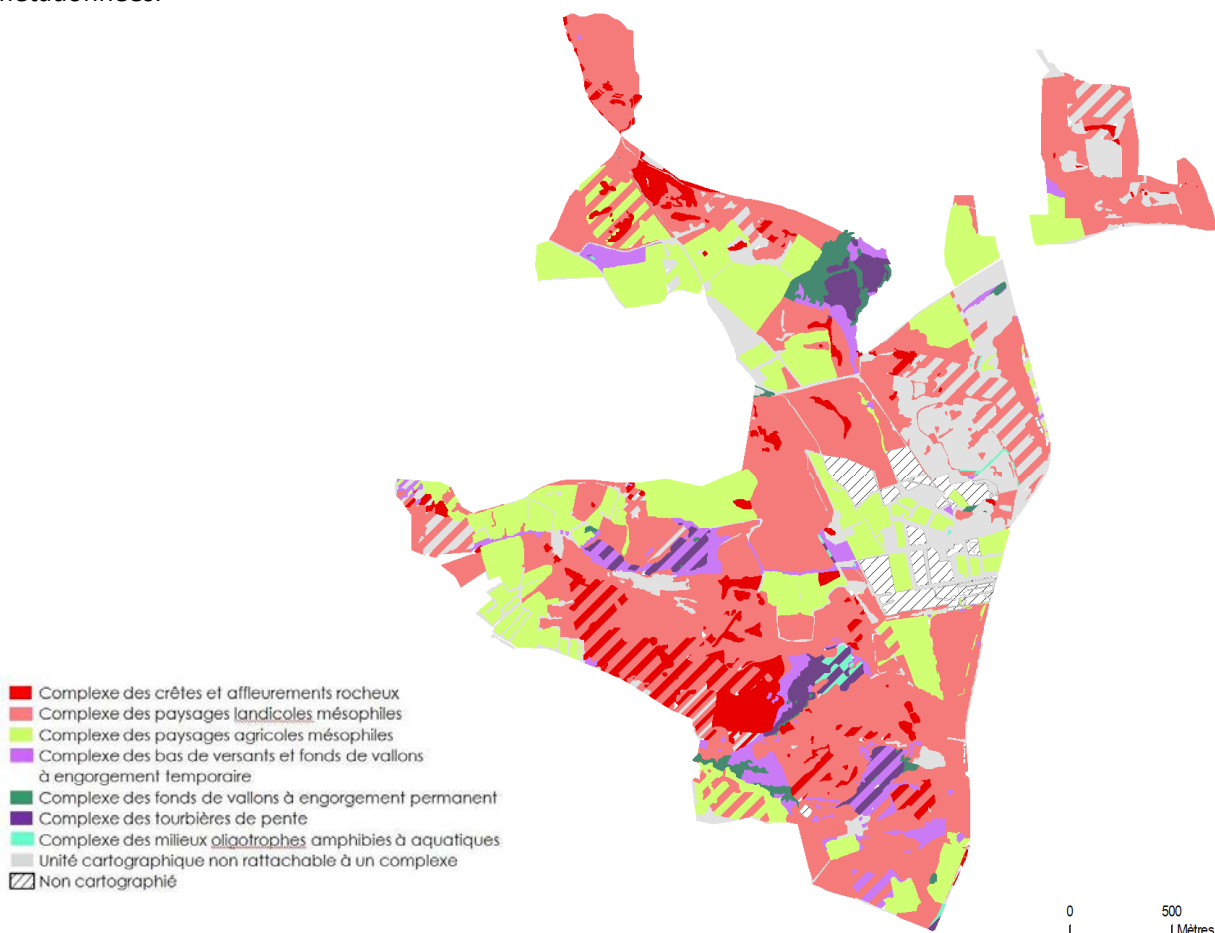 Complexe des crêtes et affleurements rocheux
Complexe des paysages landicoles mésophiles
Complexe des paysages agricoles mésophiles
Complexe des bas de versants et fonds de vallons
à engorgement temporaire
Complexe des fonds de vallons à engorgement permanent
Complexe des tourbières de pente
Complexe des milieux oligotrophes amphibies à aquatiques
Unité cartographique non rattachable à un complexe
Non cartographié
0 500
Mètres